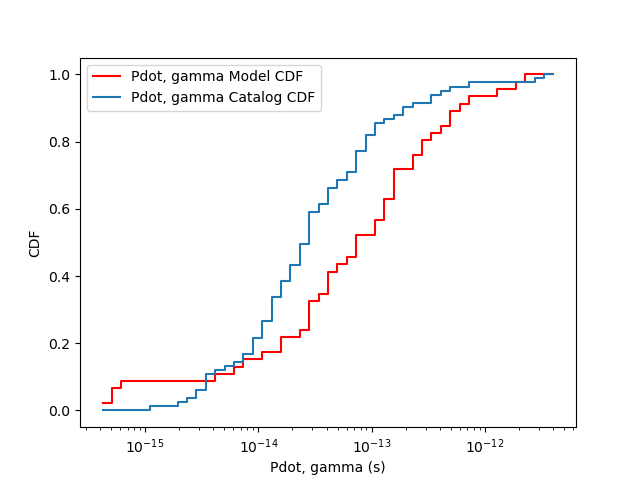 Pdot, gamma Model CDF
Pdot, gamma Catalog CDF
1.0
0.8
0.6
0.4
0.2
0.0
CDF
10⁻¹⁵
10⁻¹⁴
10⁻¹³
10⁻¹²
Pdot, gamma (s)